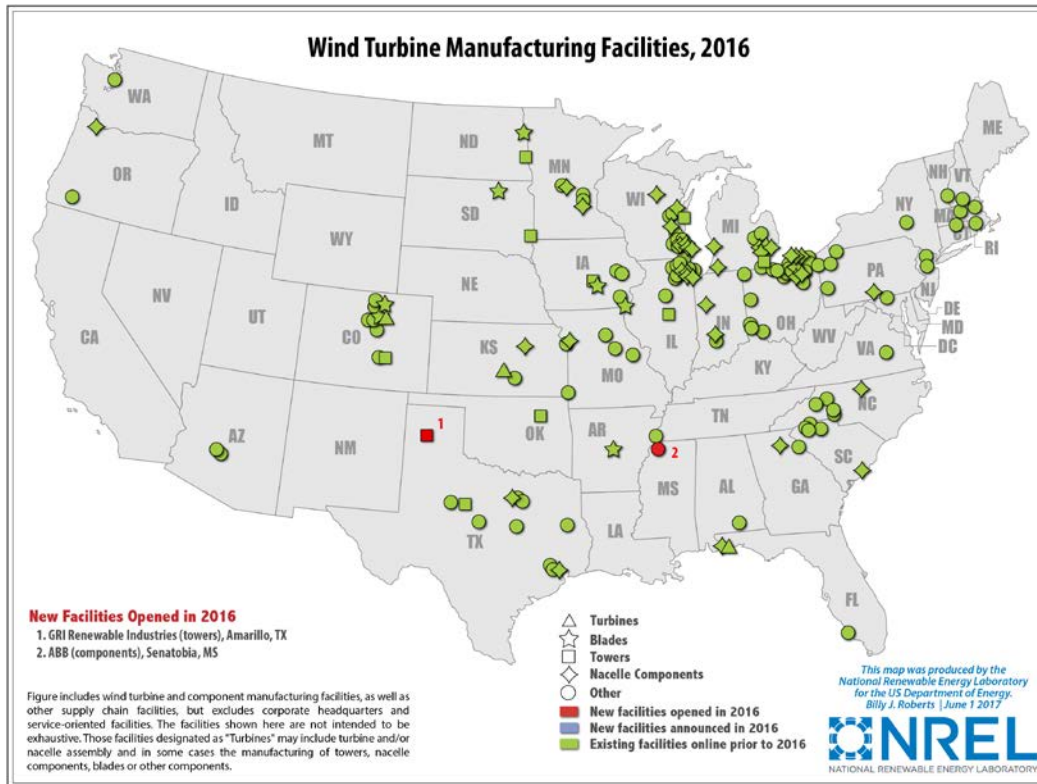 Wind Turbine Manufacturing Facilities, 2016
WA
MT
ND
MN
ME
OR
ID
SD
WI
MI
NY
NH
VT
MA
CT
RI
WY
NE
IA
PA
NJ
NV
UT
CO
KS
MO
IL
IN
OH
WV
VA
DE
MD
DC
CA
KY
AZ
NM
OK
AR
TN
NC
SC
1
2
TX
LA
MS
AL
GA
FL
New Facilities Opened in 2016
1. GRI Renewable Industries (towers), Amarillo, TX
2. ABB (components), Senatobia, MS
Figure includes wind turbine and component manufacturing facilities, as well as
other supply chain facilities, but excludes corporate headquarters and
service-oriented facilities. The facilities shown here are not intended to be
exhaustive. Those facilities designated as "Turbines" may include turbine and/or
nacelle assembly and in some cases the manufacturing of towers, nacelle
components, blades or other components.
Turbines
Blades
Towers
Nacelle Components
Other
New facilities opened in 2016
New facilities announced in 2016
Existing facilities online prior to 2016
This map was produced by the
National Renewable Energy Laboratory
for the US Department of Energy.
Billy J. Roberts | June 1 2017
NREL
NATIONAL RENEWABLE ENERGY LABORATORY